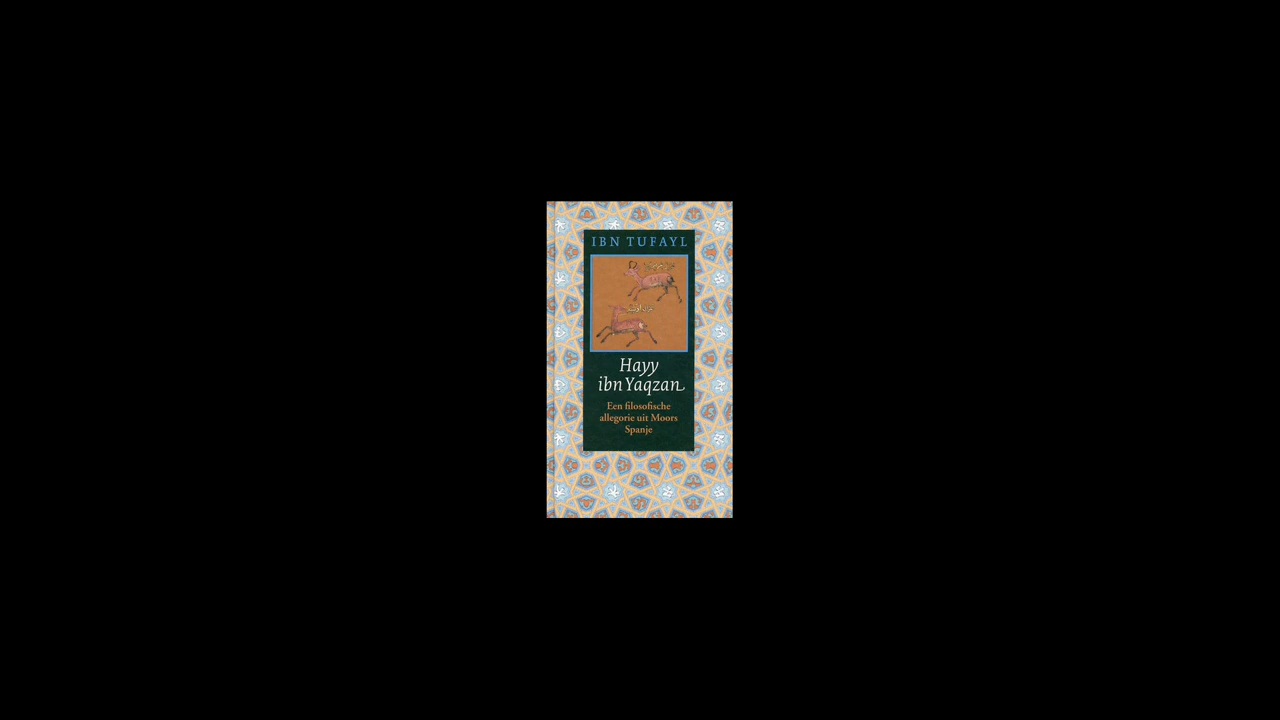 IBN TUFAYL
Hayy
ibn Yaqzan
Een filosofische
allegorie uit Moors
Spanje